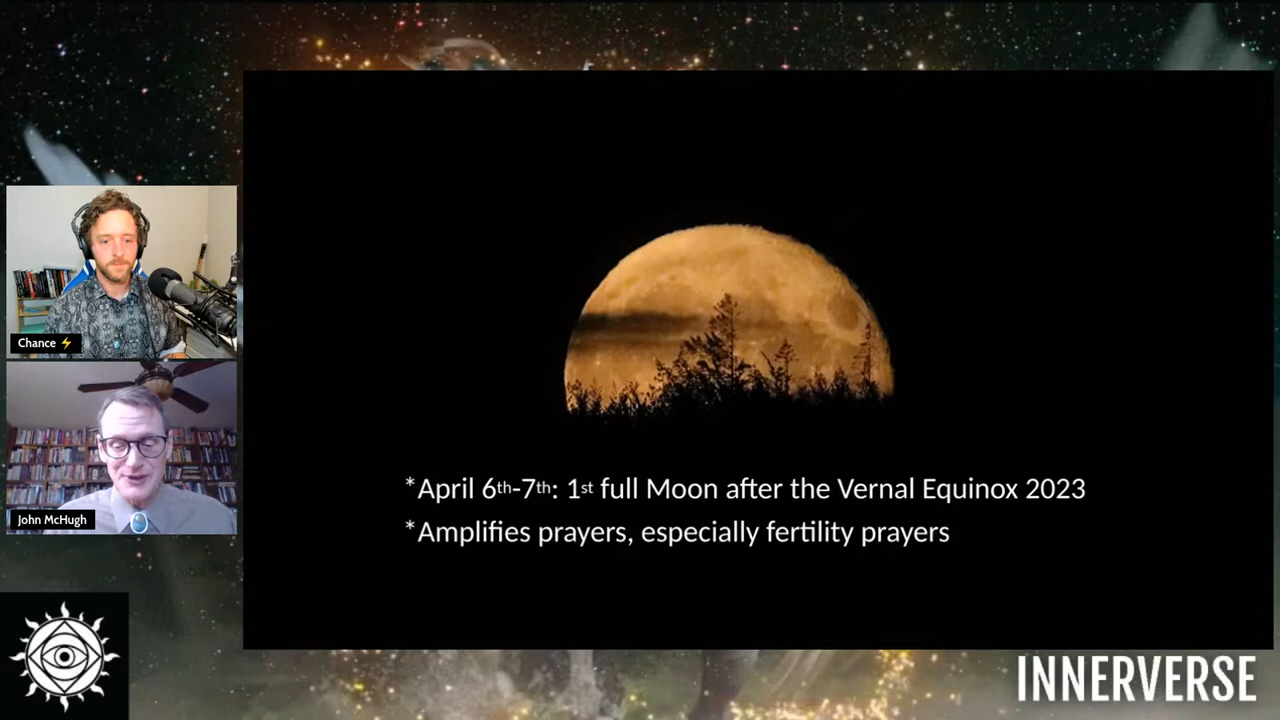 Chance ⚡
John McHugh
*April 6th-7th: 1st full Moon after the Vernal Equinox 2023
*Amplifies prayers, especially fertility prayers
INNERVERSE